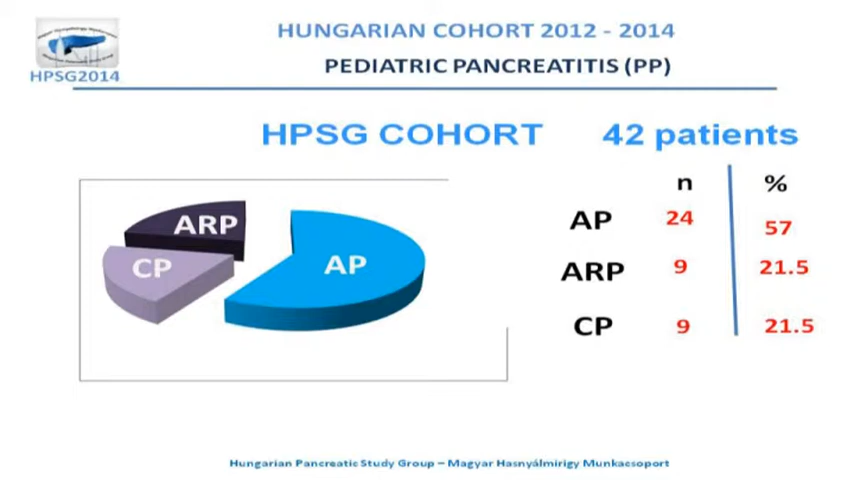 HUNGARIAN COHORT 2012 - 2014
PEDIATRIC PANCREATITIS (PP)
HPSG2014
HPSG COHORT 42 patients
n %
AP 24 57
ARP 9 21.5
CP 9 21.5
ARP
CP
AP
Hungarian Pancreatic Study Group – Magyar Hasnyálmirigy Munkacsoport